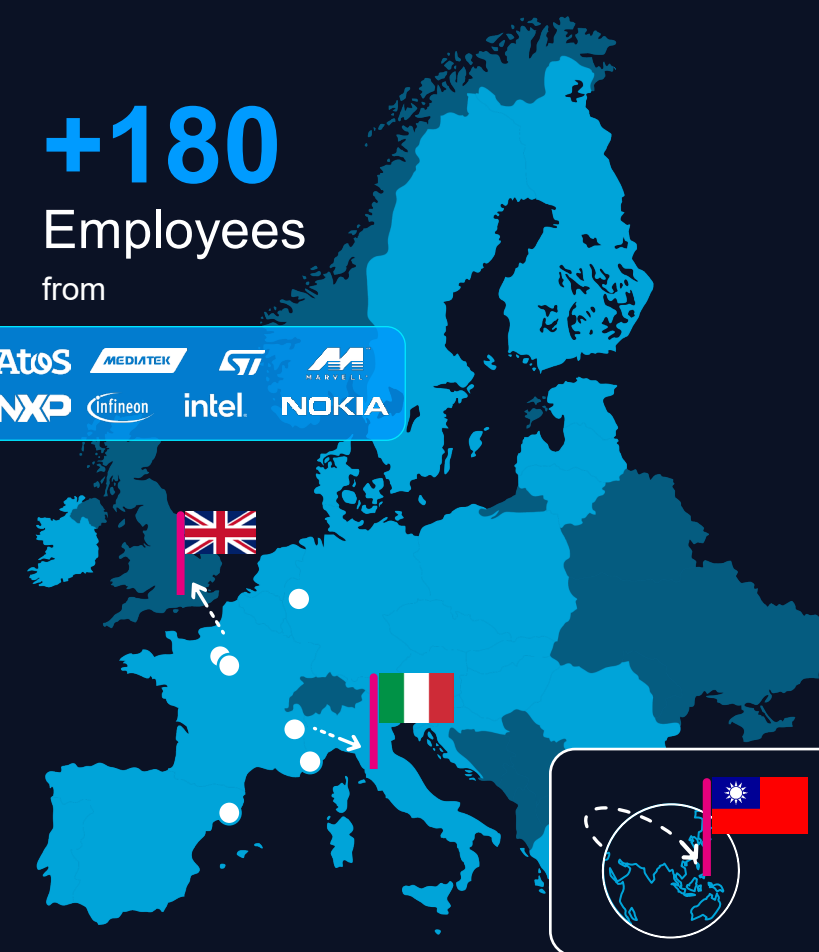 +180
Employees
from
Atos MEDIATEK ST MARVELL
NXP infineon intel. NOKIA